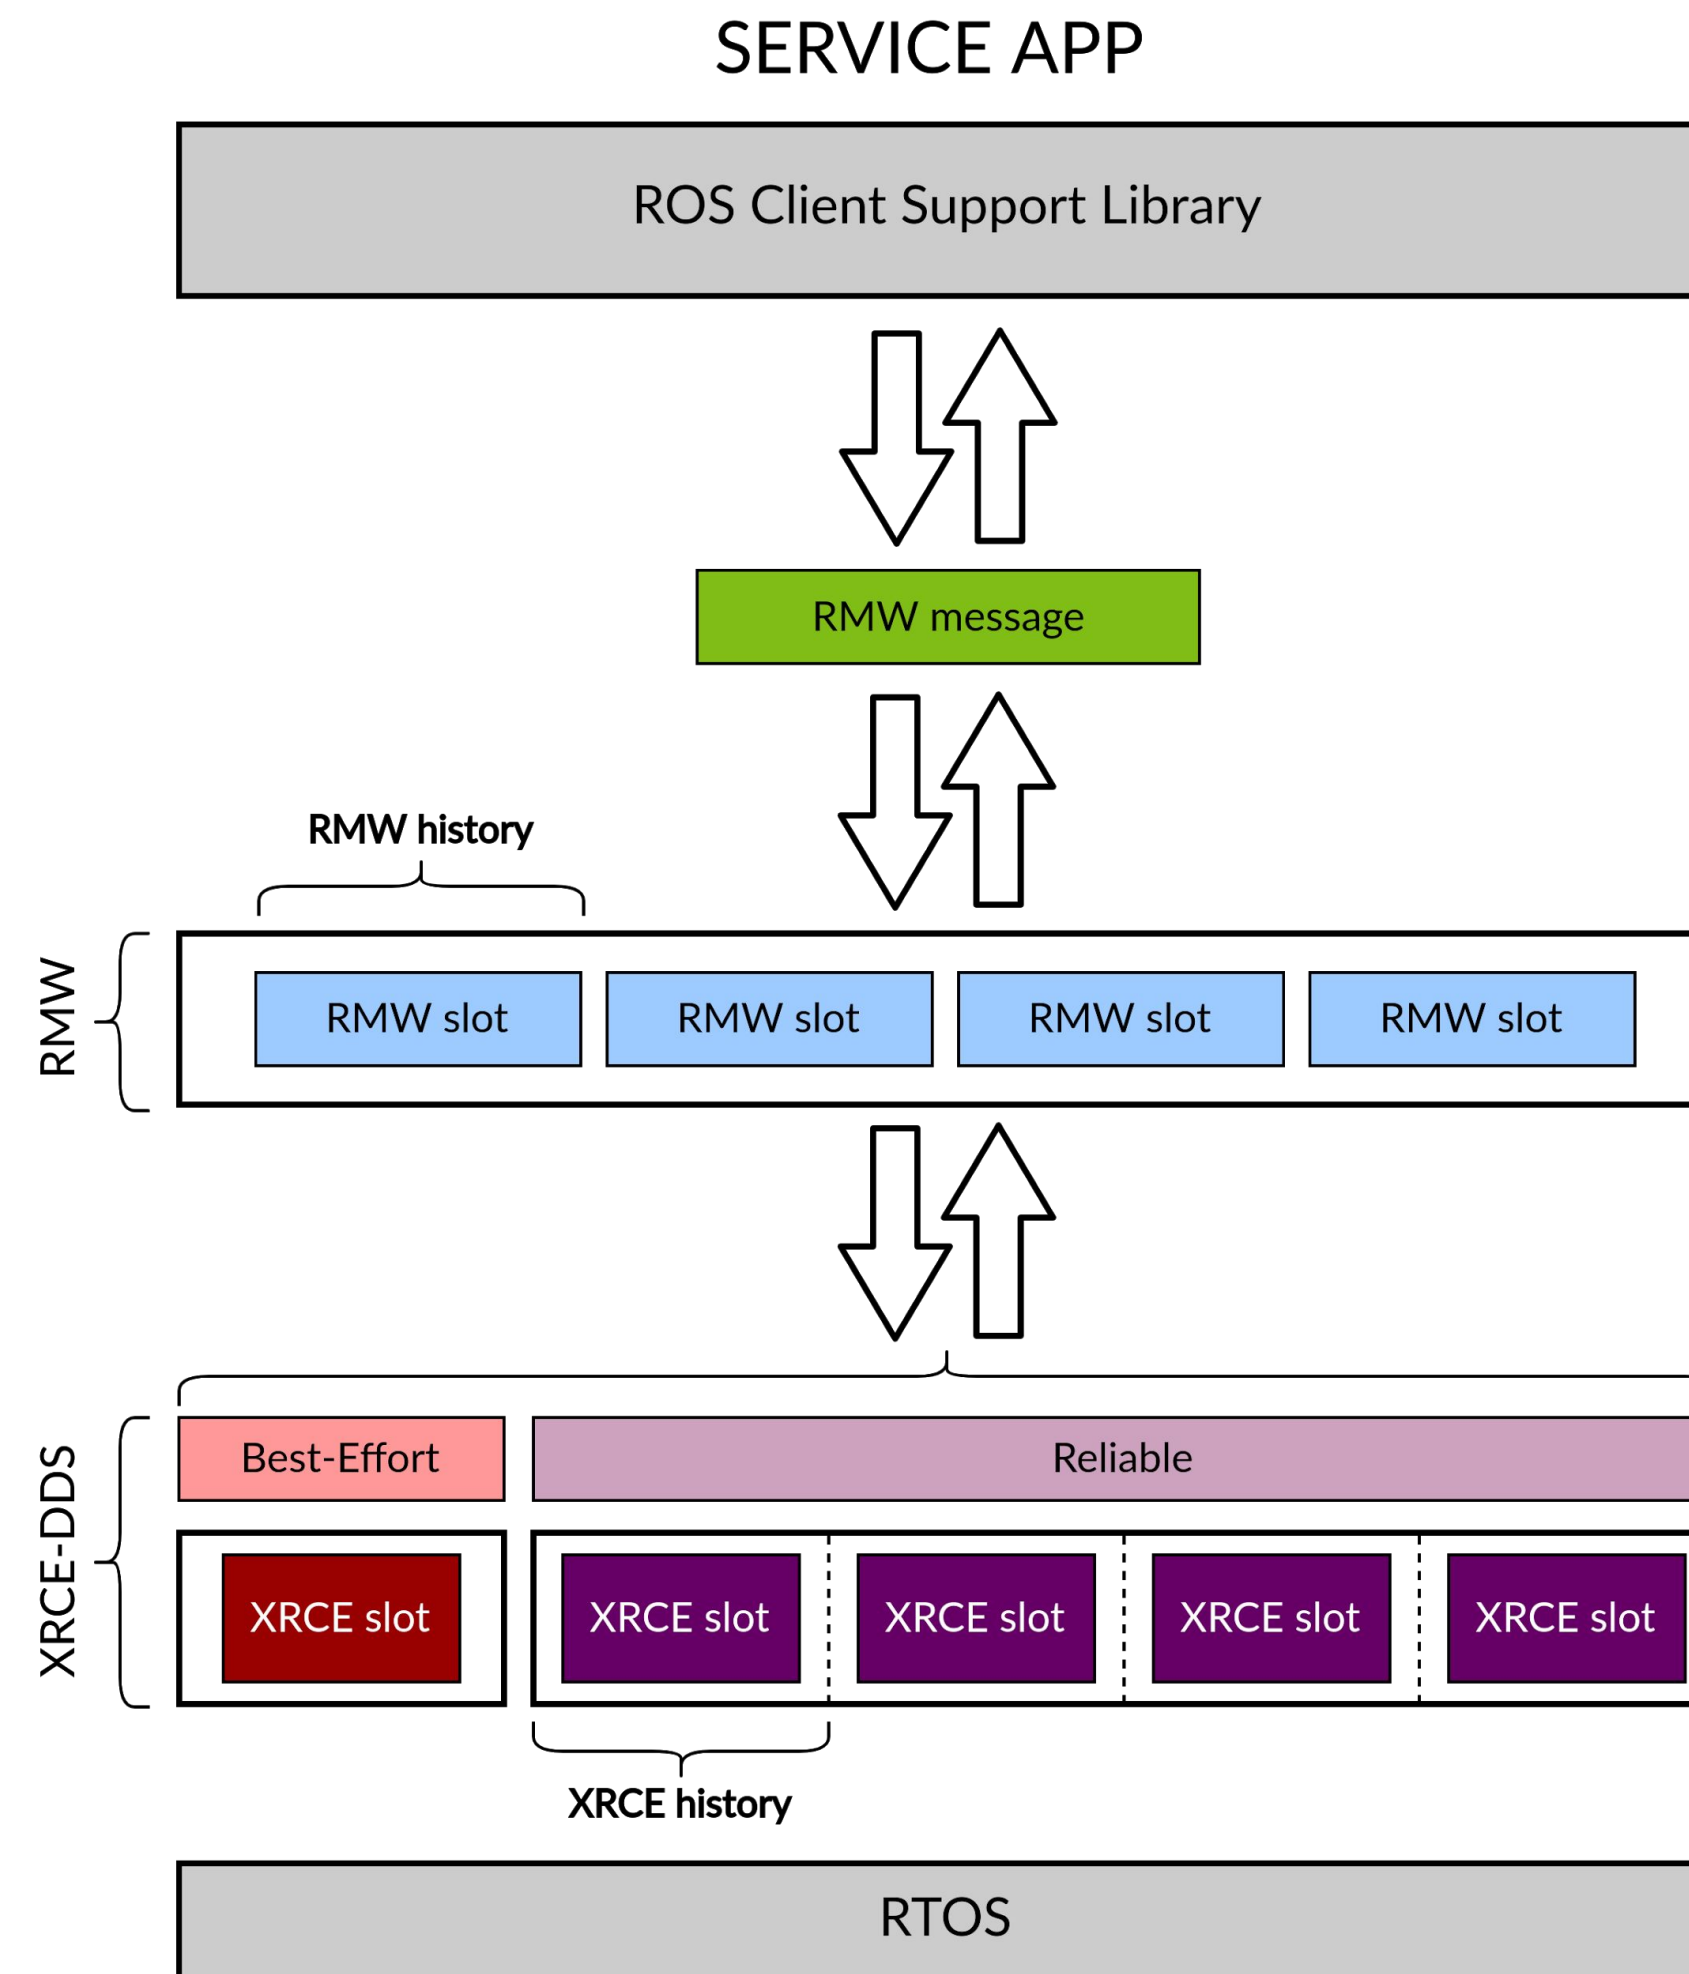 SERVICE APP
ROS Client Support Library
RMW message
RMW history
RMW
RMW slot RMW slot RMW slot RMW slot
XRCE-DDS
Best-Effort Reliable
XRCE slot XRCE slot XRCE slot XRCE slot XRCE slot
XRCE history
RTOS